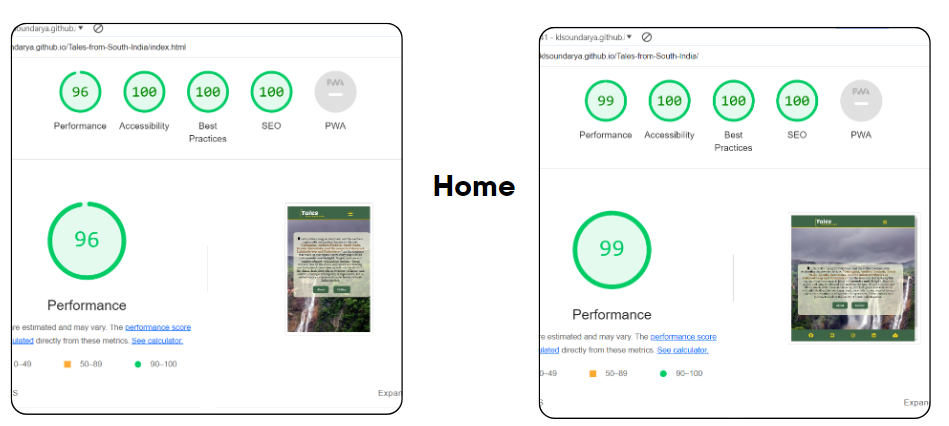 soundarya.github.
ndarya.github.io/Tales-from-South-India/index.html
96
100
100
100
PWA
Performance
Accessibility
Best
Practices
SEO
PWA
96
Tales
Performance
re estimated and may vary. The performance score
ulated directly from these metrics. See calculator.
0–49
50–89
90–100
S
Expan
Home
41 - klsoundarya.github.
klsoundarya.github.io/Tales-from-South-India/
99
100
100
100
PWA
Performance
Accessibility
Best
Practices
SEO
PWA
99
Tales
Performance
re estimated and may vary. The performance score
ulated directly from these metrics. See calculator.
0–49
50–89
90–100
S
Expan